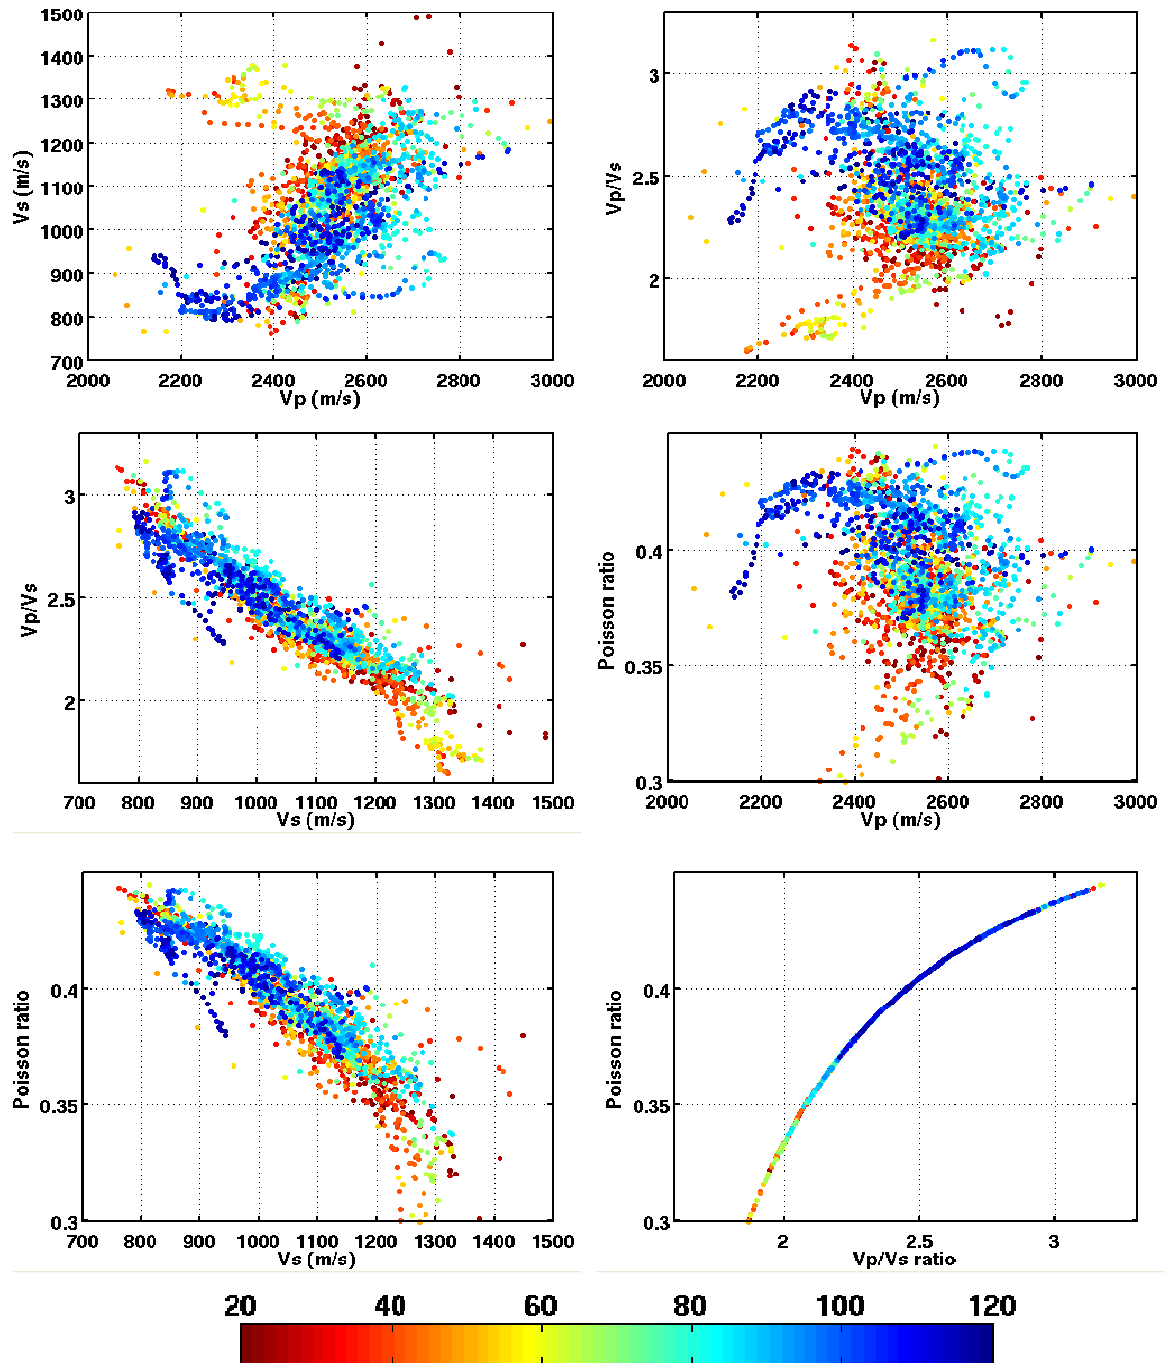 1500
1400
1300
1200
1100
1000
900
800
700
Vs (m/s)
2000 2200 2400 2600 2800 3000
Vp (m/s)
3
2.5
2
Vp/Vs
2000 2200 2400 2600 2800 3000
Vp (m/s)
3
2.5
2
Vp/Vs
700 800 900 1000 1100 1200 1300 1400 1500
Vs (m/s)
0.4
0.35
0.3
Poisson ratio
2000 2200 2400 2600 2800 3000
Vp (m/s)
0.4
0.35
0.3
Poisson ratio
700 800 900 1000 1100 1200 1300 1400 1500
Vs (m/s)
0.4
0.35
0.3
Poisson ratio
2 2.5 3
Vp/Vs ratio
20 40 60 80 100 120